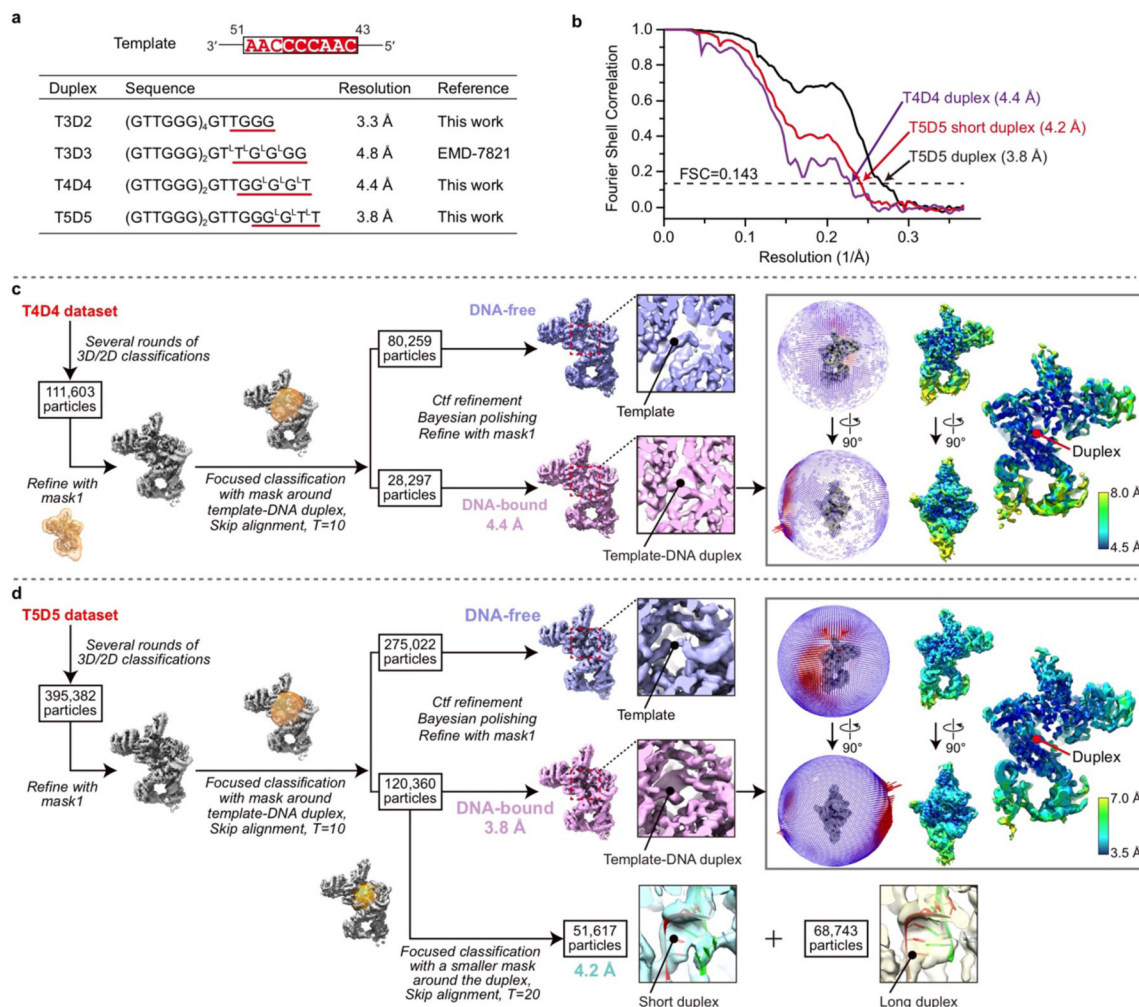 a
51 43
Template 3′ AACCCCAAC 5′
Duplex Sequence Resolution Reference
T3D2 (GTTGGG)₄GTTGGG 3.3 Å This work
T3D3 (GTTGGG)₂GTᴸTᴸGᴸGᴸGG 4.8 Å EMD-7821
T4D4 (GTTGGG)₂GTTGGᴸGᴸGᴸT 4.4 Å This work
T5D5 (GTTGGG)₂GTTGGGᴸGᴸTᴸT 3.8 Å This work
b
Fourier Shell Correlation
1.0
0.8
0.6
0.4
0.2
0.0
FSC=0.143
T4D4 duplex (4.4 Å)
T5D5 short duplex (4.2 Å)
T5D5 duplex (3.8 Å)
0.0 0.1 0.2 0.3
Resolution (1/Å)
c
T4D4 dataset
Several rounds of
3D/2D classifications
111,603
particles
Refine with
mask1
Focused classification
with mask around
template-DNA duplex,
Skip alignment, T=10
80,259
particles
DNA-free
Template
Ctf refinement
Bayesian polishing
Refine with mask1
28,297
particles
DNA-bound
4.4 Å
Template-DNA duplex
90°
90°
Duplex
8.0 Å
4.5 Å
d
T5D5 dataset
Several rounds of
3D/2D classifications
395,382
particles
Refine with
mask1
Focused classification
with mask around
template-DNA duplex,
Skip alignment, T=10
275,022
particles
DNA-free
Template
Ctf refinement
Bayesian polishing
Refine with mask1
120,360
particles
DNA-bound
3.8 Å
Template-DNA duplex
90°
90°
Duplex
7.0 Å
3.5 Å
Focused classification
with a smaller mask
around the duplex,
Skip alignment, T=20
51,617
particles
4.2 Å
Short duplex
+
68,743
particles
Long duplex